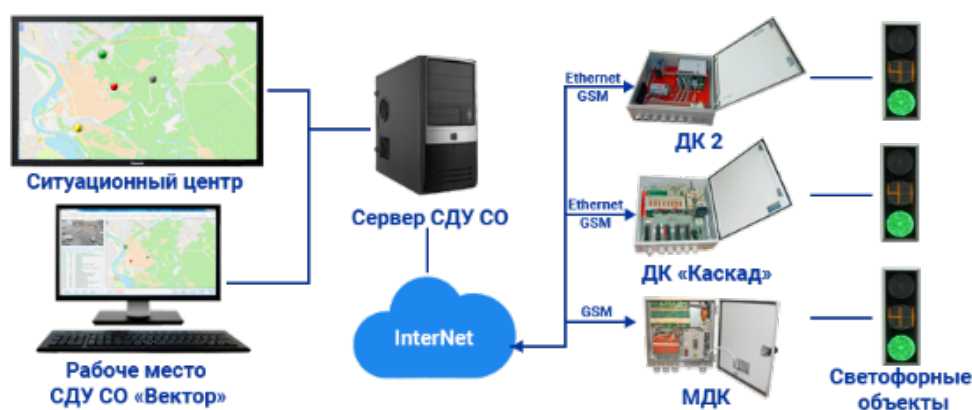 Ситуационный центр
Рабоче место
СДУ СО «Вектор»
Сервер СДУ СО
InterNet
Ethernet
GSM
ДК 2
Ethernet
GSM
ДК «Каскад»
GSM
МДК
Светофорные
объекты